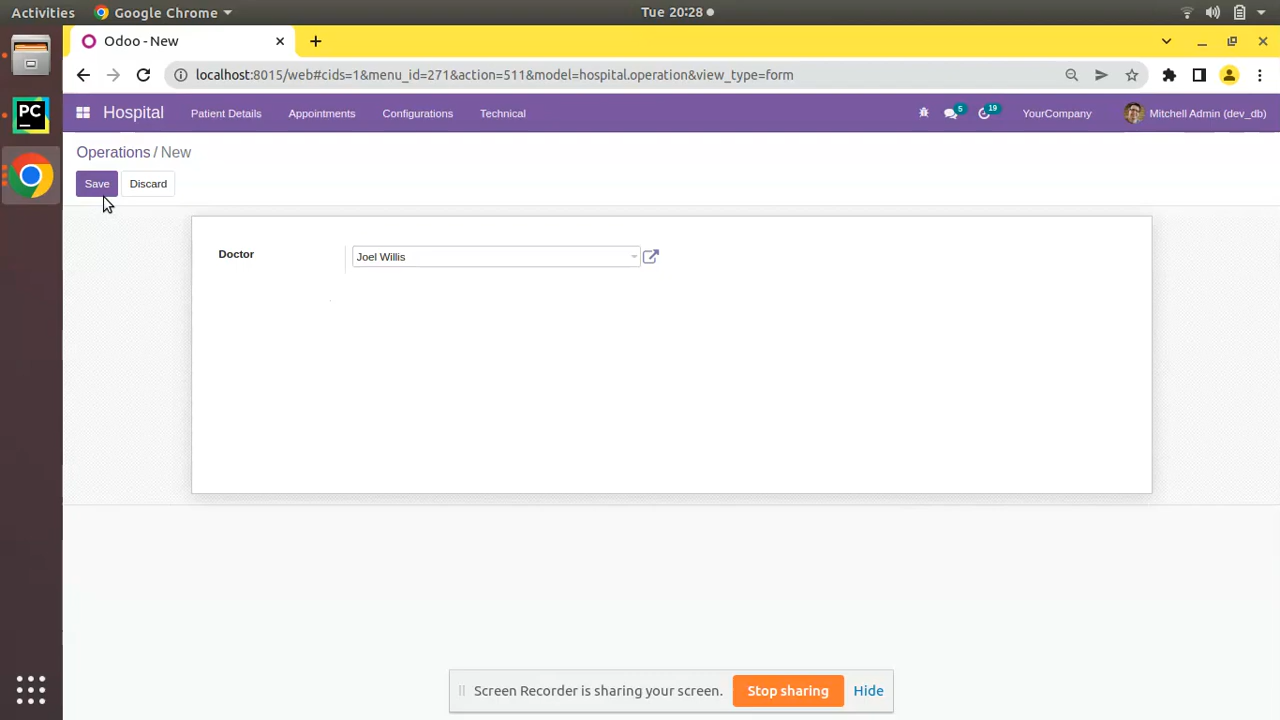 Activities
Google Chrome
Tue 20:28
Odoo - New
localhost:8015/web#cids=1&menu_id=271&action=511&model=hospital.operation&view_type=form
Hospital
Patient Details
Appointments
Configurations
Technical
5
19
YourCompany
Mitchell Admin (dev_db)
Operations / New
Save
Discard
Doctor
Joel Willis
PC
Screen Recorder is sharing your screen.
Stop sharing
Hide